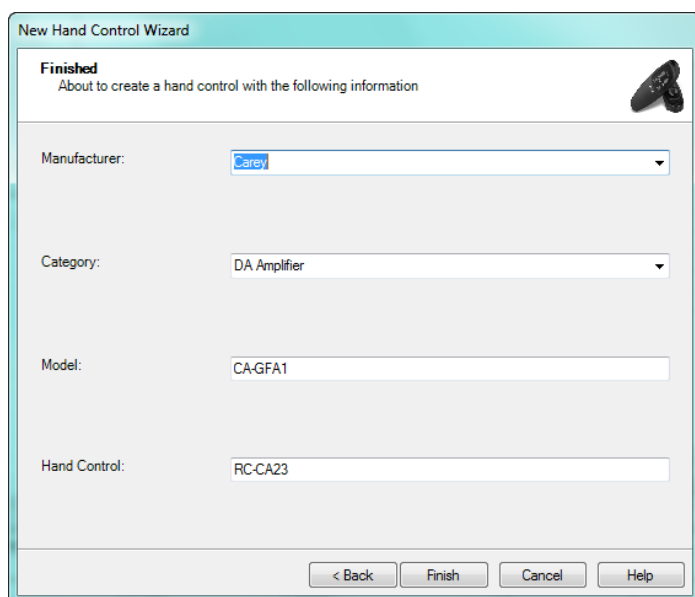 New Hand Control Wizard
Finished
About to create a hand control with the following information
Manufacturer:
Carey
Category:
DA Amplifier
Model:
CA-GFA1
Hand Control:
RC-CA23
< Back
Finish
Cancel
Help